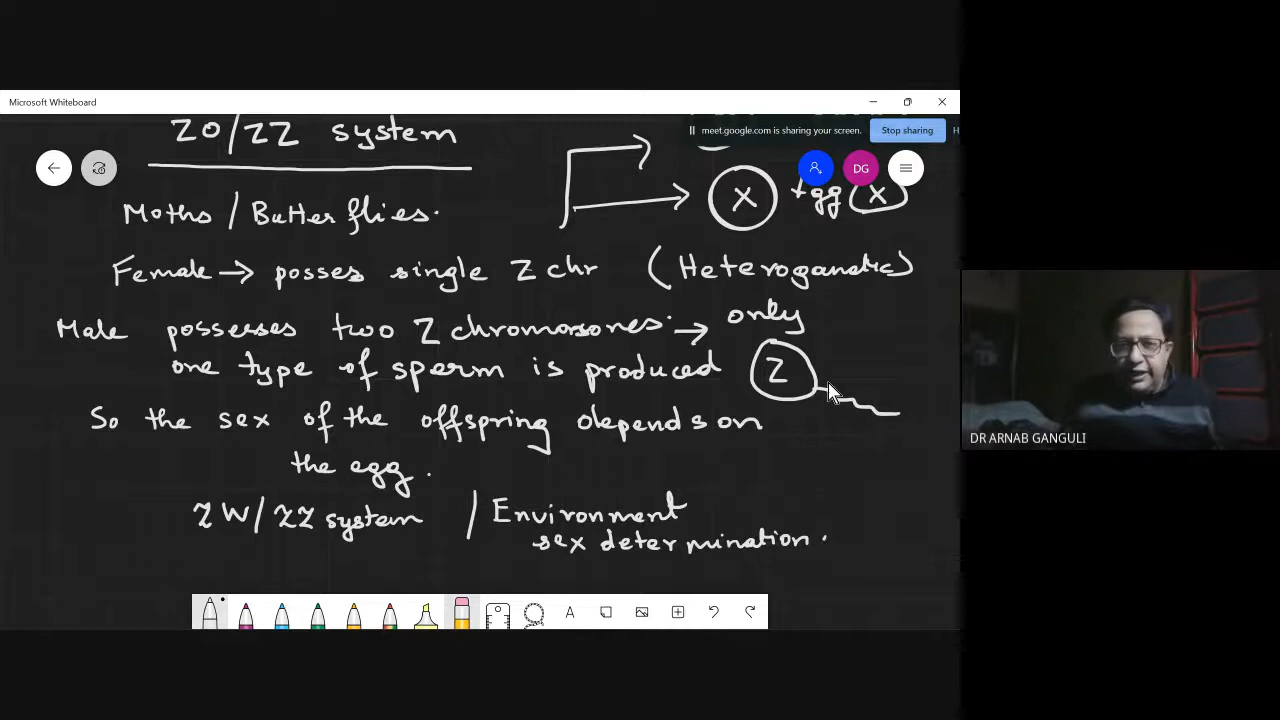 Microsoft Whiteboard
meet.google.com is sharing your screen.
Stop sharing
H
ZO/ZZ system
DG
X
Egg
X
Moths / Butterflies.
Female → posses single Z chr (Heteroganetic)
Male possesses two Z chromosones. → only
one type of sperm is produced
Z
So the sex of the offspring depends on
the egg.
ZW/ZZ system / Environment
sex determination.
A
DR ARNAB GANGULI